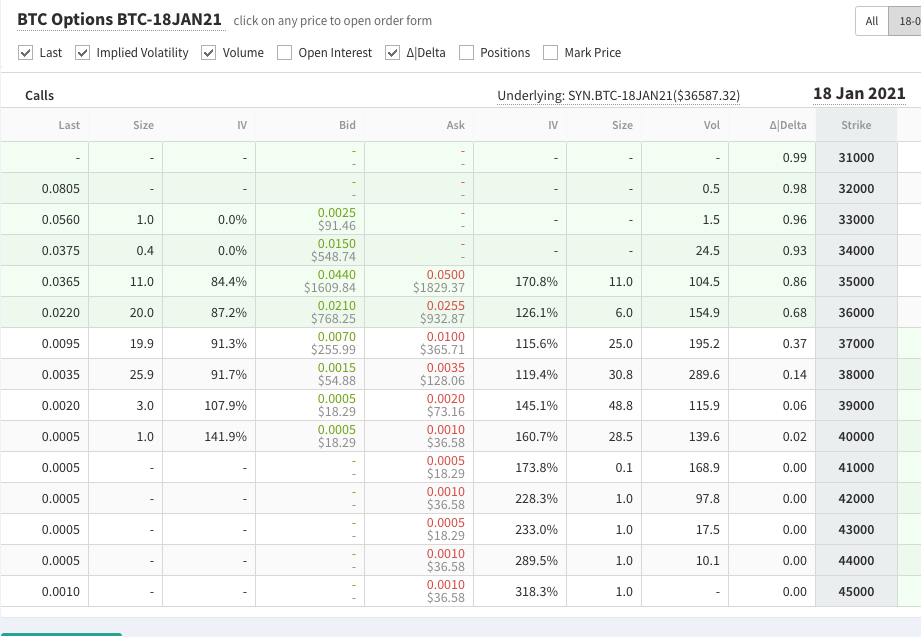 BTC Options BTC-18JAN21 click on any price to open order form All 18-0
Last Implied Volatility Volume Open Interest Δ|Delta Positions Mark Price
Calls Underlying: SYN.BTC-18JAN21($36587.32) 18 Jan 2021
Last Size IV Bid Ask IV Size Vol Δ|Delta Strike
- - - - - - - - 0.99 31000
- -
0.0805 - - - - - - 0.5 0.98 32000
- -
0.0560 1.0 0.0% 0.0025 - - - 1.5 0.96 33000
$91.46 -
0.0375 0.4 0.0% 0.0150 - - - 24.5 0.93 34000
$548.74 -
0.0365 11.0 84.4% 0.0440 0.0500 170.8% 11.0 104.5 0.86 35000
$1609.84 $1829.37
0.0220 20.0 87.2% 0.0210 0.0255 126.1% 6.0 154.9 0.68 36000
$768.25 $932.87
0.0095 19.9 91.3% 0.0070 0.0100 115.6% 25.0 195.2 0.37 37000
$255.99 $365.71
0.0035 25.9 91.7% 0.0015 0.0035 119.4% 30.8 289.6 0.14 38000
$54.88 $128.06
0.0020 3.0 107.9% 0.0005 0.0020 145.1% 48.8 115.9 0.06 39000
$18.29 $73.16
0.0005 1.0 141.9% 0.0005 0.0010 160.7% 28.5 139.6 0.02 40000
$18.29 $36.58
0.0005 - - - 0.0005 173.8% 0.1 168.9 0.00 41000
- $18.29
0.0005 - - - 0.0010 228.3% 1.0 97.8 0.00 42000
- $36.58
0.0005 - - - 0.0005 233.0% 1.0 17.5 0.00 43000
- $18.29
0.0005 - - - 0.0010 289.5% 1.0 10.1 0.00 44000
- $36.58
0.0010 - - - 0.0010 318.3% 1.0 - 0.00 45000
- $36.58